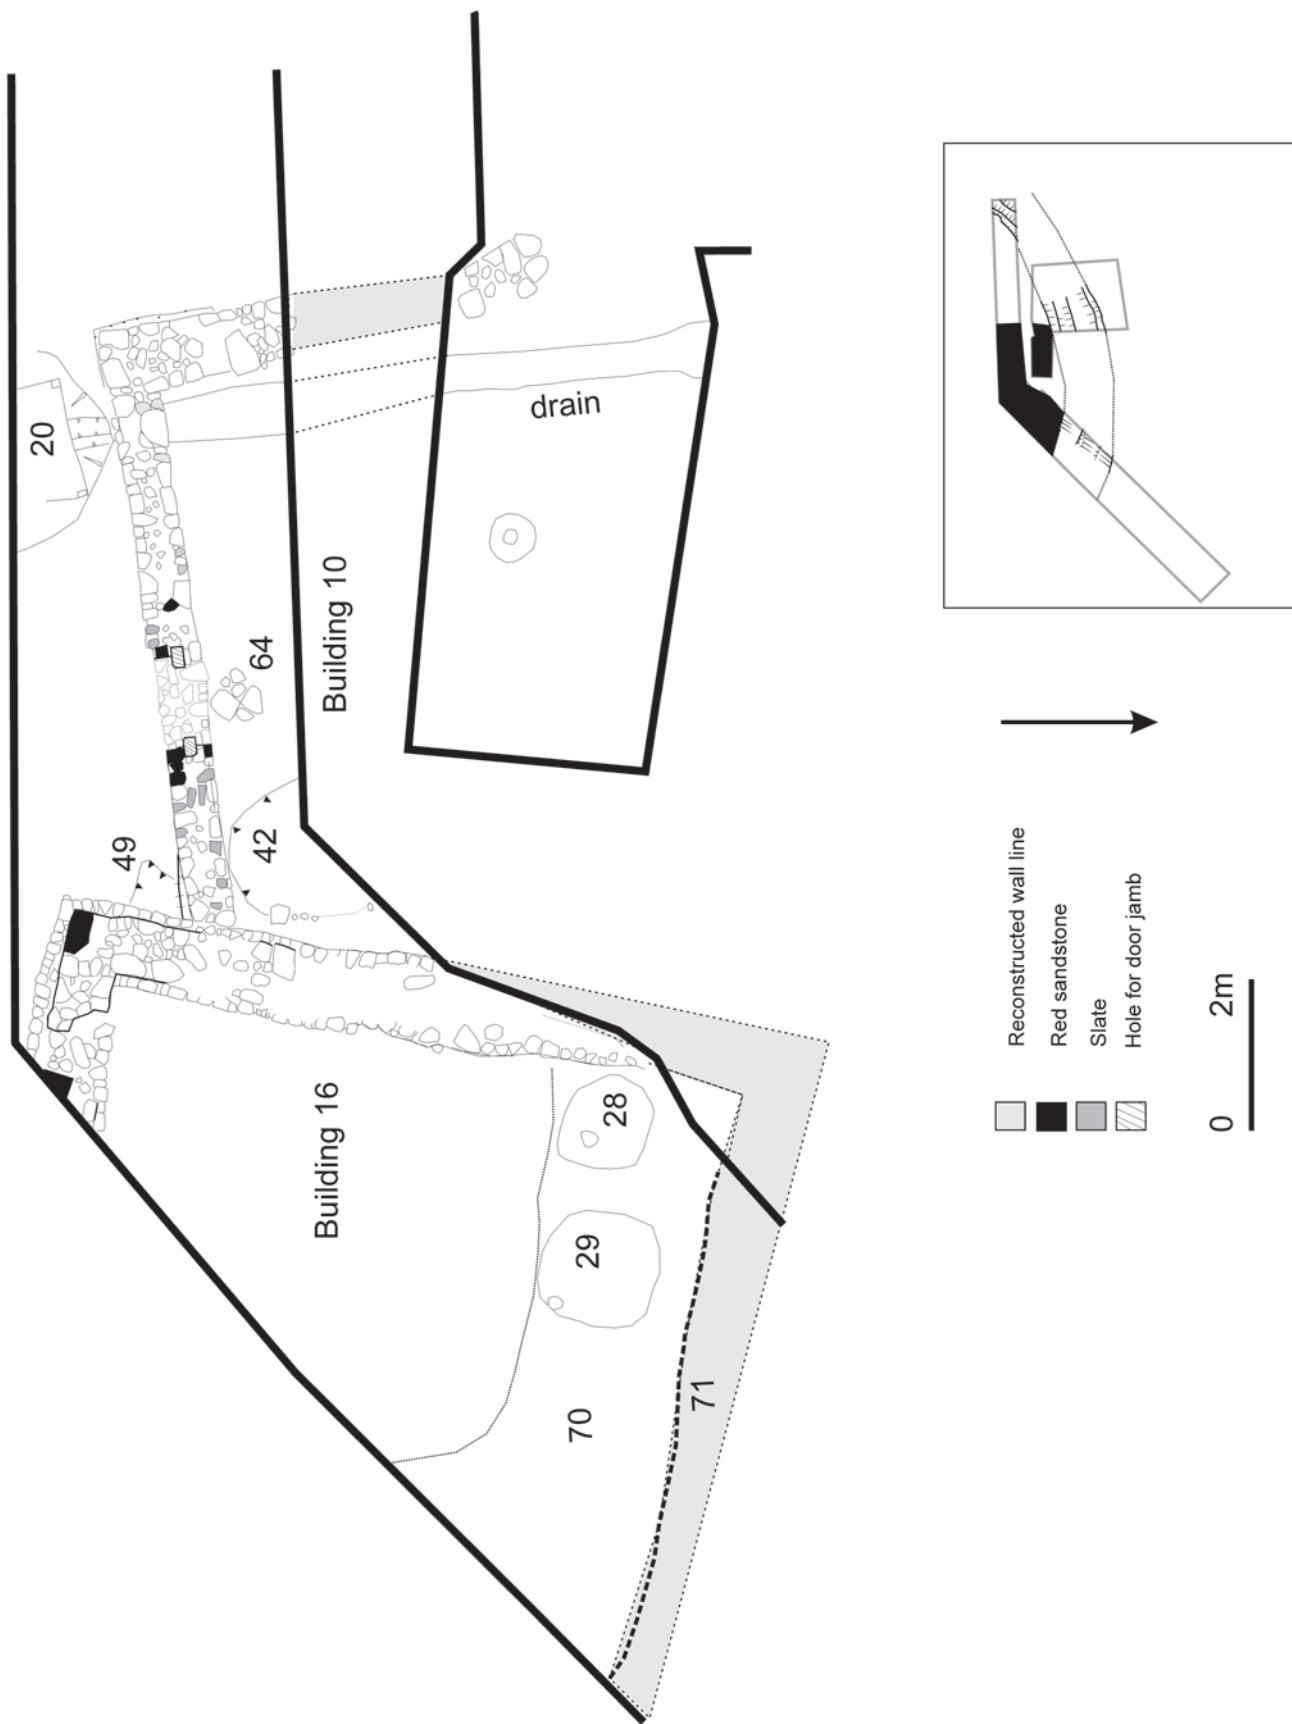 20
49
64
42
Building 10
drain
Building 16
28
29
70
71
Reconstructed wall line
Red sandstone
Slate
Hole for door jamb
0 2m